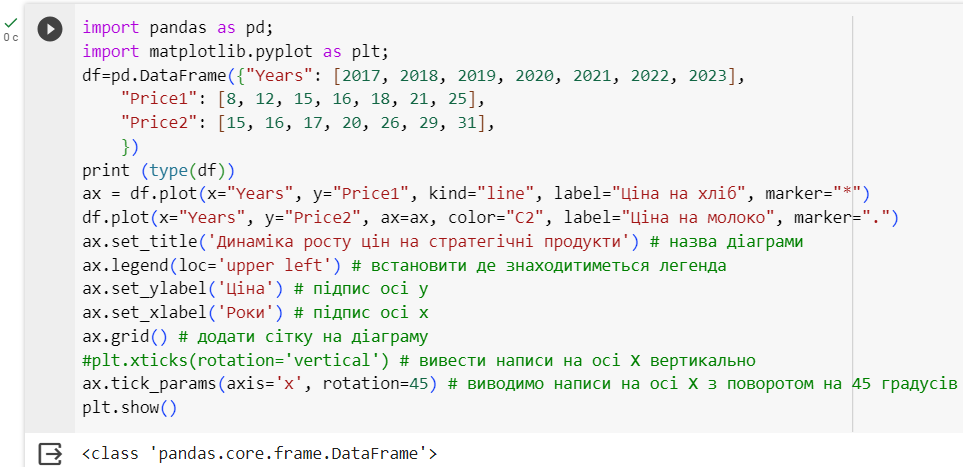 import pandas as pd;
import matplotlib.pyplot as plt;
df=pd.DataFrame({"Years": [2017, 2018, 2019, 2020, 2021, 2022, 2023],
    "Price1": [8, 12, 15, 16, 18, 21, 25],
    "Price2": [15, 16, 17, 20, 26, 29, 31],
    })
print (type(df))
ax = df.plot(x="Years", y="Price1", kind="line", label="Ціна на хліб", marker="*")
df.plot(x="Years", y="Price2", ax=ax, color="C2", label="Ціна на молоко", marker=".")
ax.set_title('Динаміка росту цін на стратегічні продукти') # назва діаграми
ax.legend(loc='upper left') # встановити де знаходитиметься легенда
ax.set_ylabel('Ціна') # підпис осі y
ax.set_xlabel('Роки') # підпис осі x
ax.grid() # додати сітку на діаграму
#plt.xticks(rotation='vertical') # вивести написи на осі X вертикально
ax.tick_params(axis='x', rotation=45) # виводимо написи на осі X з поворотом на 45 градусів
plt.show()
0 с
<class 'pandas.core.frame.DataFrame'>